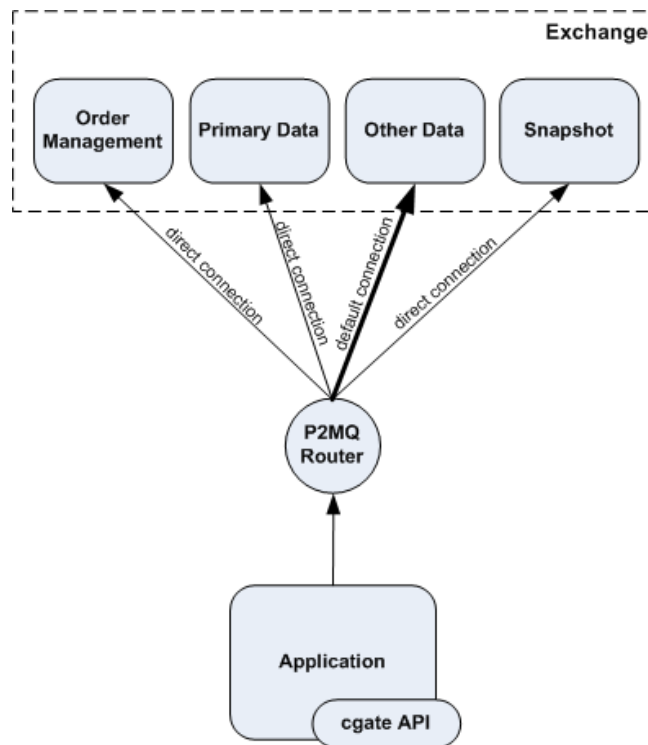 Exchange
Order
Management
Primary Data
Other Data
Snapshot
direct connection
direct connection
default connection
direct connection
P2MQ
Router
Application
cgate API